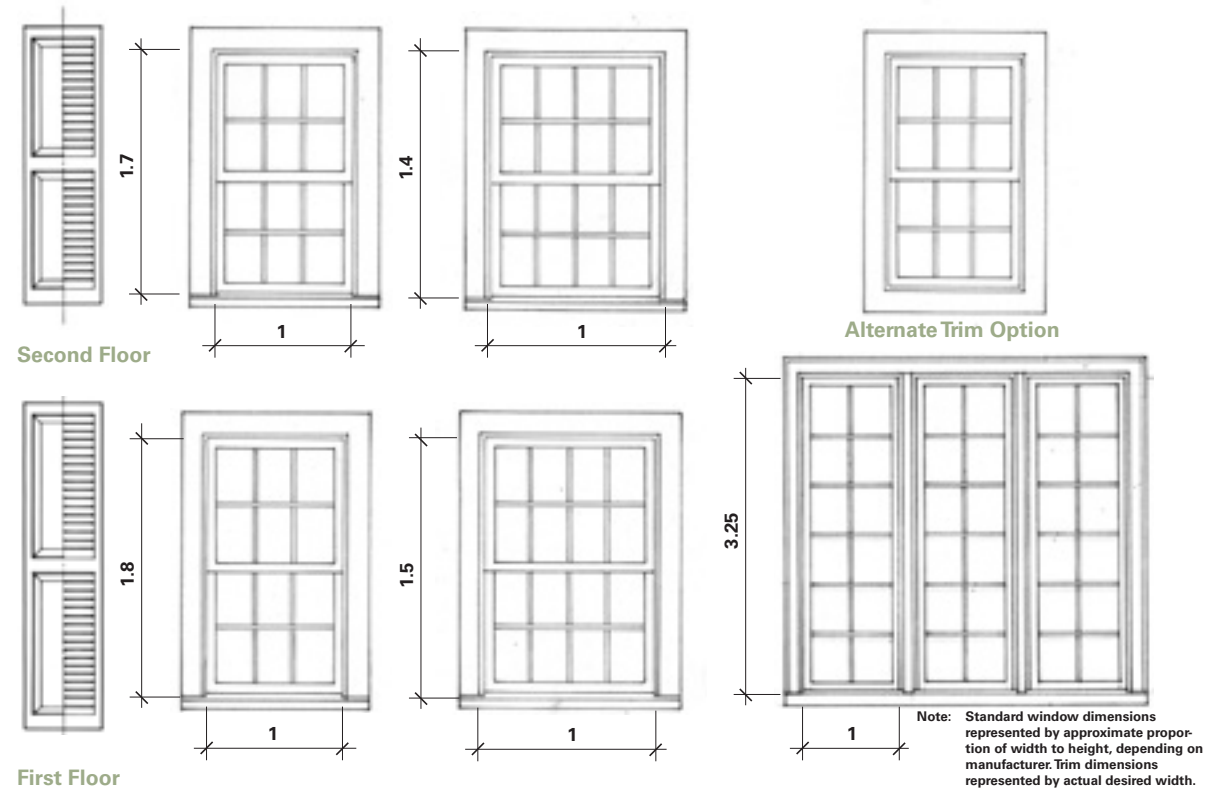 1.7
1
1.4
1
Second Floor
Alternate Trim Option
1.8
1
1.5
1
3.25
1
First Floor
Note: Standard window dimensions
represented by approximate propor-
tion of width to height, depending on
manufacturer. Trim dimensions
represented by actual desired width.